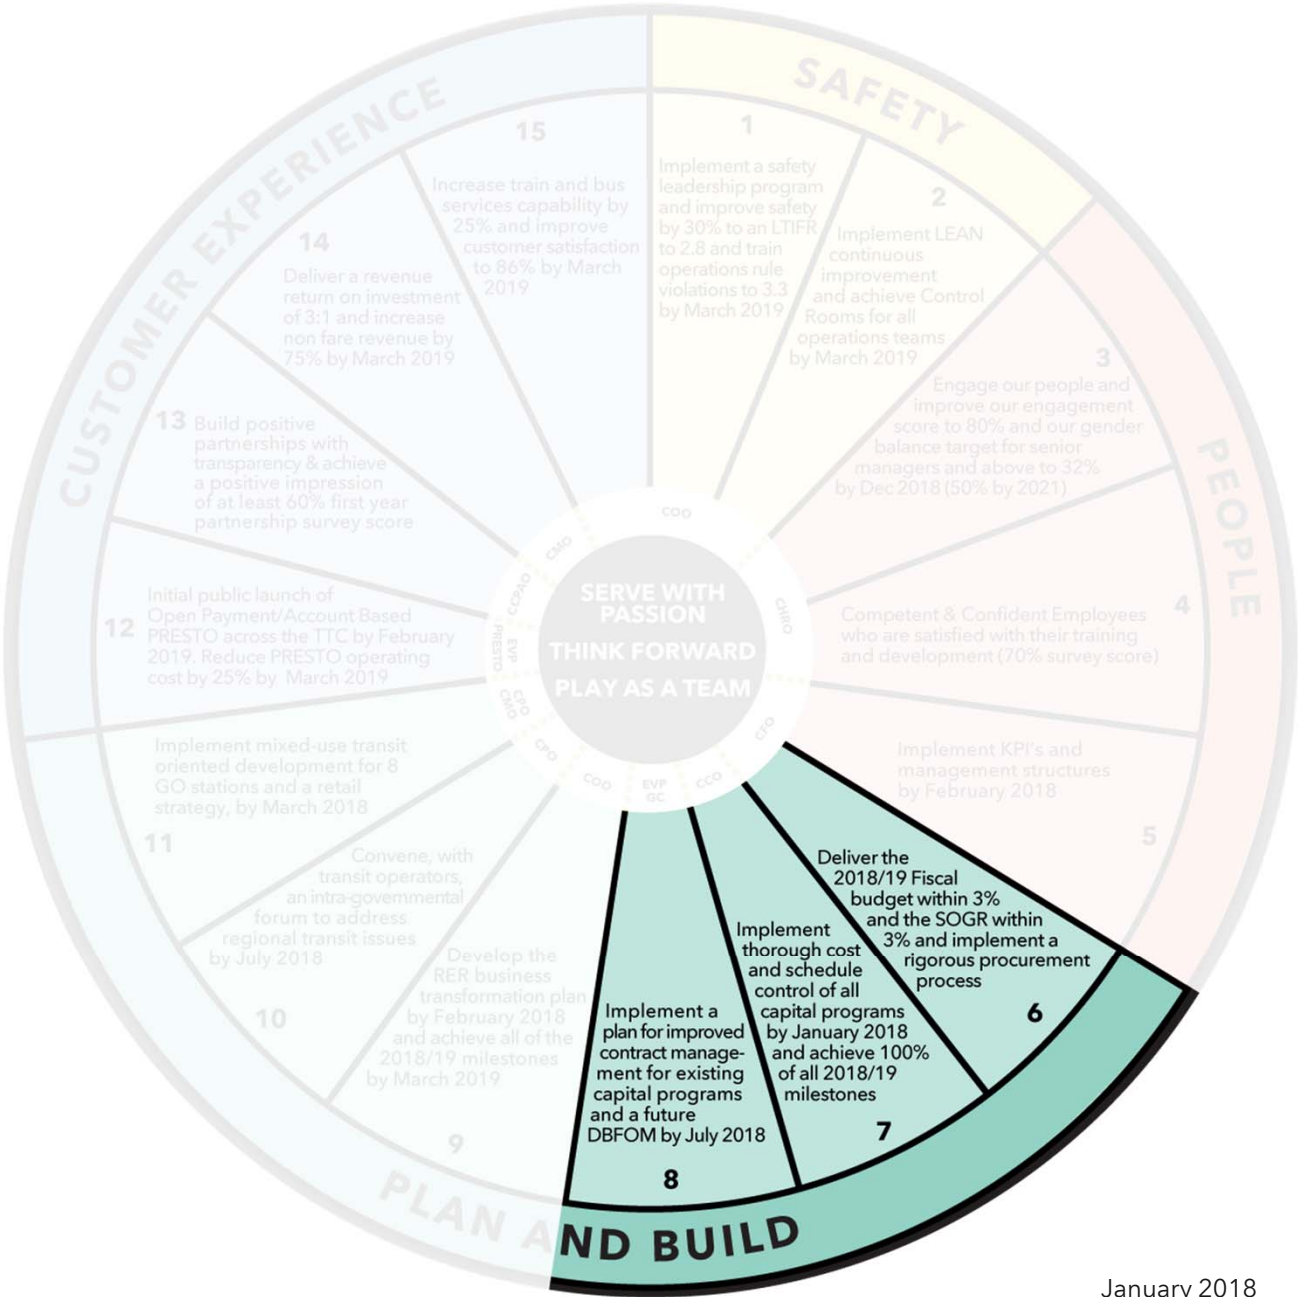 SAFETY
1
Implement a safety
leadership program
and improve safety
by 30% to an LTIFR
to 2.8 and train
operations rule
violations to 3.3
by March 2019
2
Implement LEAN
continuous
improvement
and achieve Control
Rooms for all
operations teams
by March 2019
PEOPLE
3
Engage our people and
improve our engagement
score to 80% and our gender
balance target for senior
managers and above to 32%
by Dec 2018 (50% by 2021)
4
Competent & Confident Employees
who are satisfied with their training
and development (70% survey score)
Implement KPI's and
management structures
by February 2018
5
Deliver the
2018/19 Fiscal
budget within 3%
and the SOGR within
3% and implement a
rigorous procurement
process
6
Implement
thorough cost
and schedule
control of all
capital programs
by January 2018
and achieve 100%
of all 2018/19
milestones
7
Implement a
plan for improved
contract manage-
ment for existing
capital programs
and a future
DBFOM by July 2018
8
PLAN AND BUILD
Develop the
RER business
transformation plan
by February 2018
and achieve all of the
2018/19 milestones
by March 2019
9
Convene, with
transit operators,
an intra-governmental
forum to address
regional transit issues
by July 2018
10
Implement mixed-use transit
oriented development for 8
GO stations and a retail
strategy, by March 2018
11
CUSTOMER EXPERIENCE
12
Initial public launch of
Open Payment/Account Based
PRESTO across the TTC by February
2019. Reduce PRESTO operating
cost by 25% by March 2019
13
Build positive
partnerships with
transparency & achieve
a positive impression
of at least 60% first year
partnership survey score
14
Deliver a revenue
return on investment
of 3:1 and increase
non fare revenue by
75% by March 2019
15
Increase train and bus
services capability by
25% and improve
customer satisfaction
to 86% by March
2019
COO
CHRO
CFO
CCO
EVP
GC
COO
CPO
CPO
CMO
EVP
PRESTO
CCPAO
CMO
SERVE WITH
PASSION
THINK FORWARD
PLAY AS A TEAM
January 2018